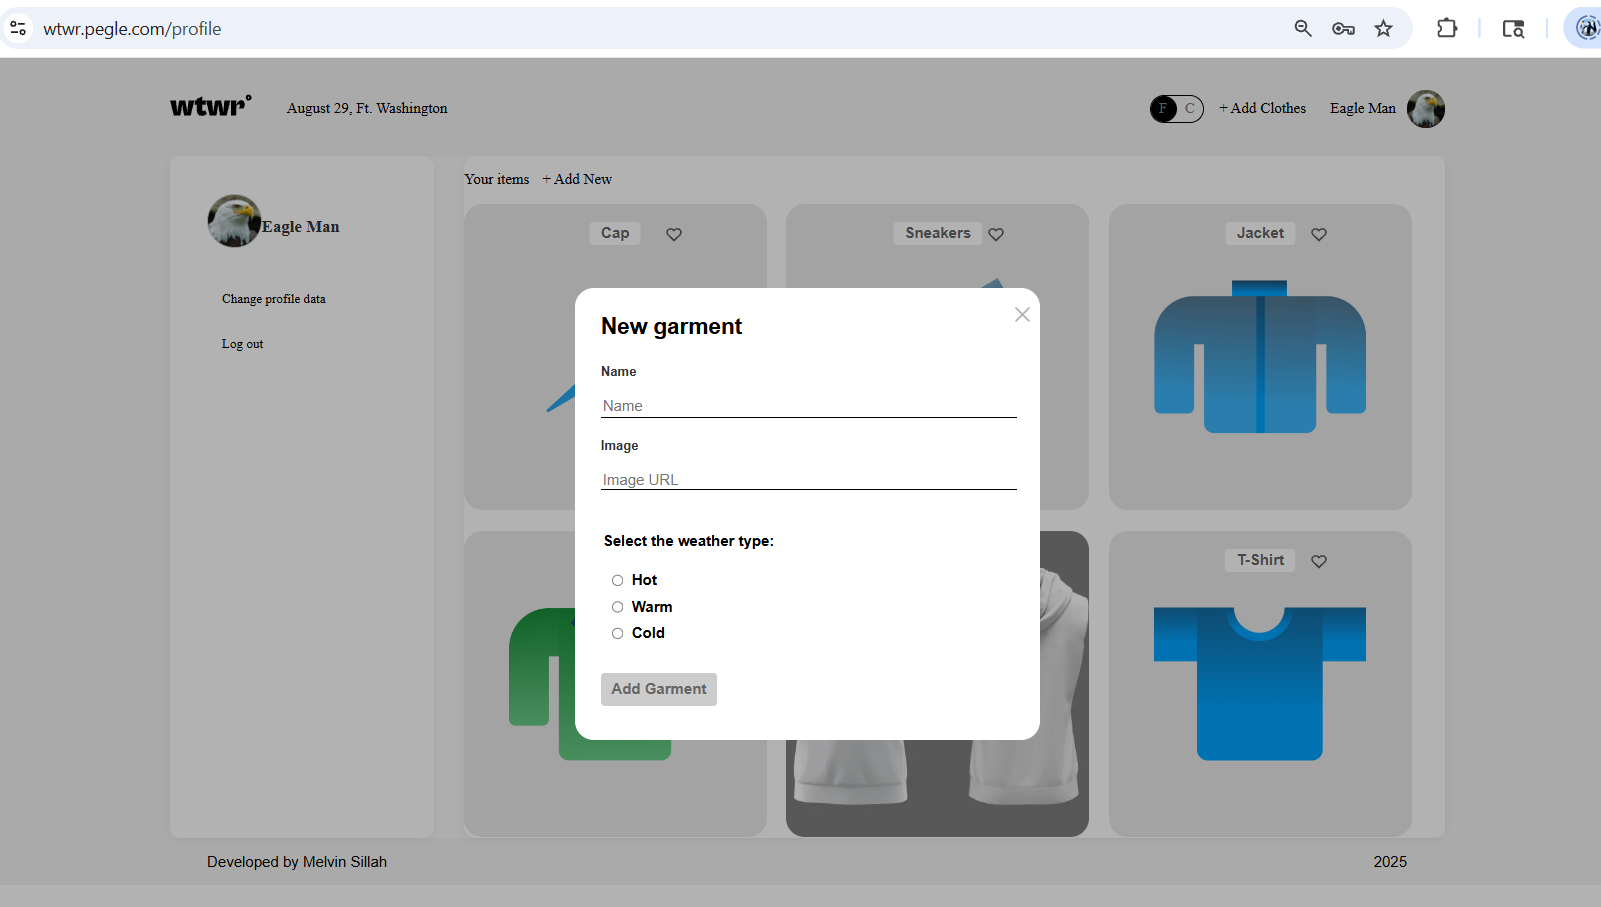 wtwr.pegle.com/profile
wtwr°
August 29, Ft. Washington
F C
+ Add Clothes
Eagle Man
Eagle Man
Change profile data
Log out
Your items
+ Add New
Cap
Sneakers
Jacket
New garment
Name
Name
Image
Image URL
Select the weather type:
Hot
Warm
Cold
Add Garment
T-Shirt
Developed by Melvin Sillah
2025